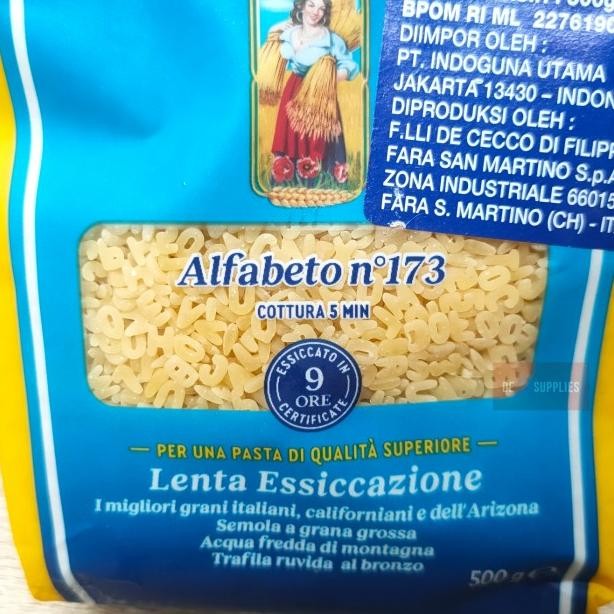 500g
BPOM RI ML 2276190
DIIMPOR OLEH :
PT. INDOGUNA UTAMA
JAKARTA 13430 – INDON
DIPRODUKSI OLEH :
F.LLI DE CECCO DI FILIPP
FARA SAN MARTINO S.p.A
ZONA INDUSTRIALE 66015
FARA S. MARTINO (CH) - IT
Alfabeto n°173
COTTURA 5 MIN
ESSICCATO IN
9
ORE
CERTIFICATE
SUPPLIES
PER UNA PASTA DI QUALITÀ SUPERIORE
Lenta Essiccazione
I migliori grani italiani, californiani e dell'Arizona
Semola a grana grossa
Acqua fredda di montagna
Trafila ruvida al bronzo
500 g e